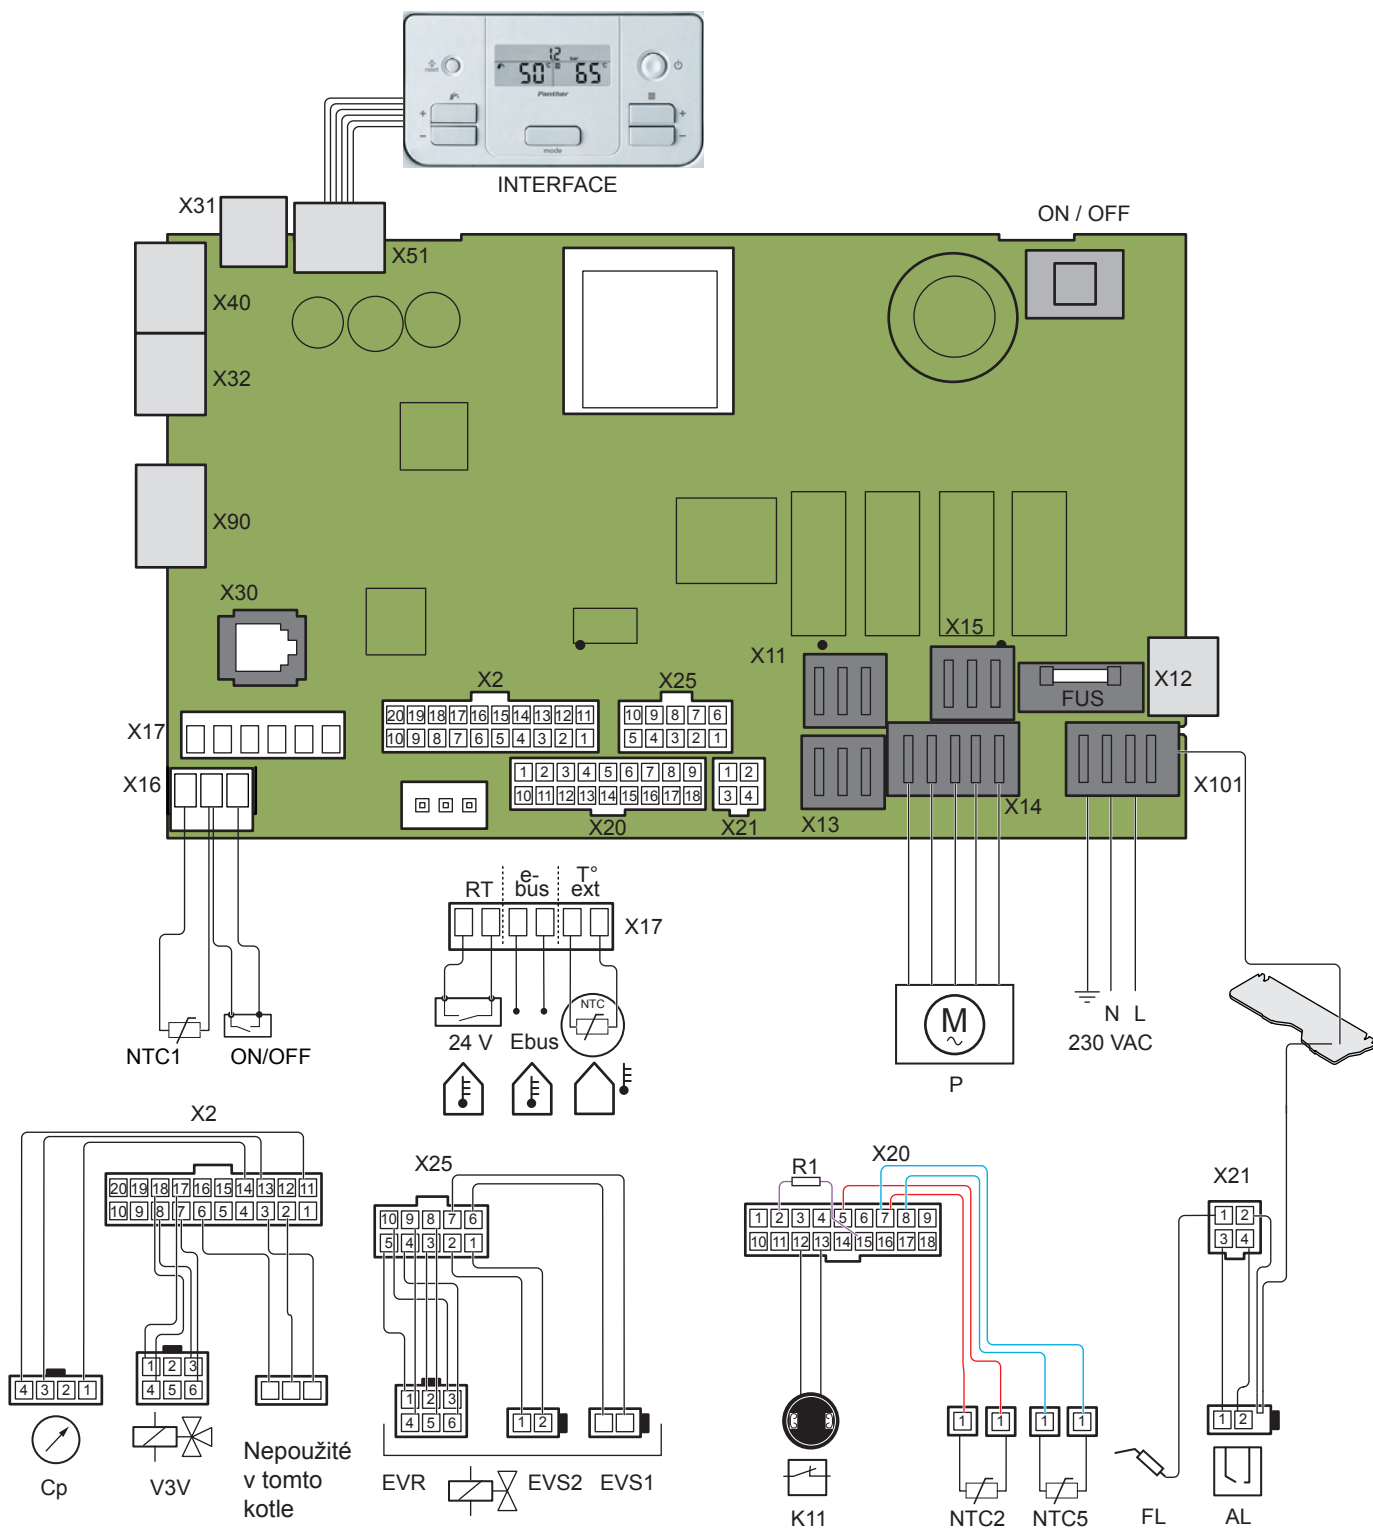 reset
1.2
bar
50 °C
65 °C
Panther
+
−
+
−
mode
INTERFACE
X31
X51
ON / OFF
X40
X32
X90
X30
X15
X11
X12
FUS
X2
X25
20 19 18 17 16 15 14 13 12 11
10 9 8 7 6 5 4 3 2 1
10 9 8 7 6
5 4 3 2 1
X17
X16
1 2 3 4 5 6 7 8 9
10 11 12 13 14 15 16 17 18
1 2
3 4
X20
X21
X13
X14
X101
RT
e-
bus
T°
ext
X17
NTC
24 V
Ebus
NTC1
ON/OFF
M
~
P
N L
230 VAC
X2
20 19 18 17 16 15 14 13 12 11
10 9 8 7 6 5 4 3 2 1
4 3 2 1
1 2 3
4 5 6
Cp
V3V
Nepoužité
v tomto
kotle
X25
10 9 8 7 6
5 4 3 2 1
1 2 3
4 5 6
1 2
EVR
EVS2
EVS1
R1
X20
1 2 3 4 5 6 7 8 9
10 11 12 13 14 15 16 17 18
K11
1 1
1 1
NTC2
NTC5
X21
1 2
3 4
1 2
FL
AL